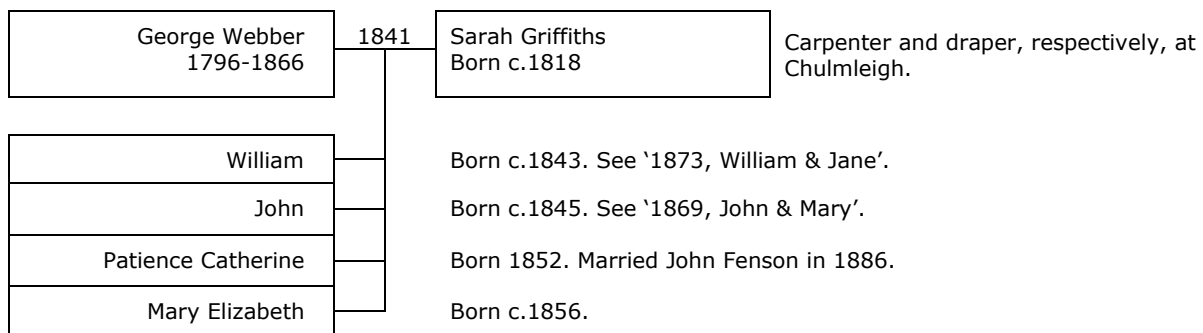 George Webber
1796-1866
1841
Sarah Griffiths
Born c.1818
Carpenter and draper, respectively, at
Chulmleigh.
William
Born c.1843. See ‘1873, William & Jane’.
John
Born c.1845. See ‘1869, John & Mary’.
Patience Catherine
Born 1852. Married John Fenson in 1886.
Mary Elizabeth
Born c.1856.